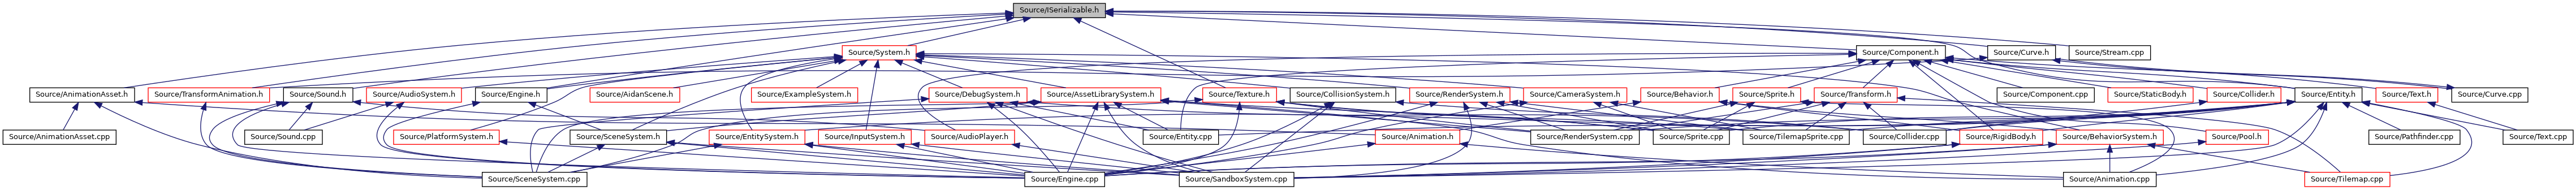 Source/ISerializable.h
Source/System.h
Source/Component.h
Source/Curve.h
Source/Stream.cpp
Source/AnimationAsset.h
Source/TransformAnimation.h
Source/Sound.h
Source/AudioSystem.h
Source/Engine.h
Source/AidanScene.h
Source/ExampleSystem.h
Source/DebugSystem.h
Source/AssetLibrarySystem.h
Source/Texture.h
Source/CollisionSystem.h
Source/RenderSystem.h
Source/CameraSystem.h
Source/Behavior.h
Source/Sprite.h
Source/Transform.h
Source/Component.cpp
Source/StaticBody.h
Source/Collider.h
Source/Entity.h
Source/Text.h
Source/Curve.cpp
Source/AnimationAsset.cpp
Source/Sound.cpp
Source/PlatformSystem.h
Source/SceneSystem.h
Source/EntitySystem.h
Source/InputSystem.h
Source/AudioPlayer.h
Source/Entity.cpp
Source/Animation.h
Source/RenderSystem.cpp
Source/Sprite.cpp
Source/TilemapSprite.cpp
Source/Collider.cpp
Source/RigidBody.h
Source/BehaviorSystem.h
Source/Pool.h
Source/Pathfinder.cpp
Source/Text.cpp
Source/SceneSystem.cpp
Source/Engine.cpp
Source/SandboxSystem.cpp
Source/Animation.cpp
Source/Tilemap.cpp